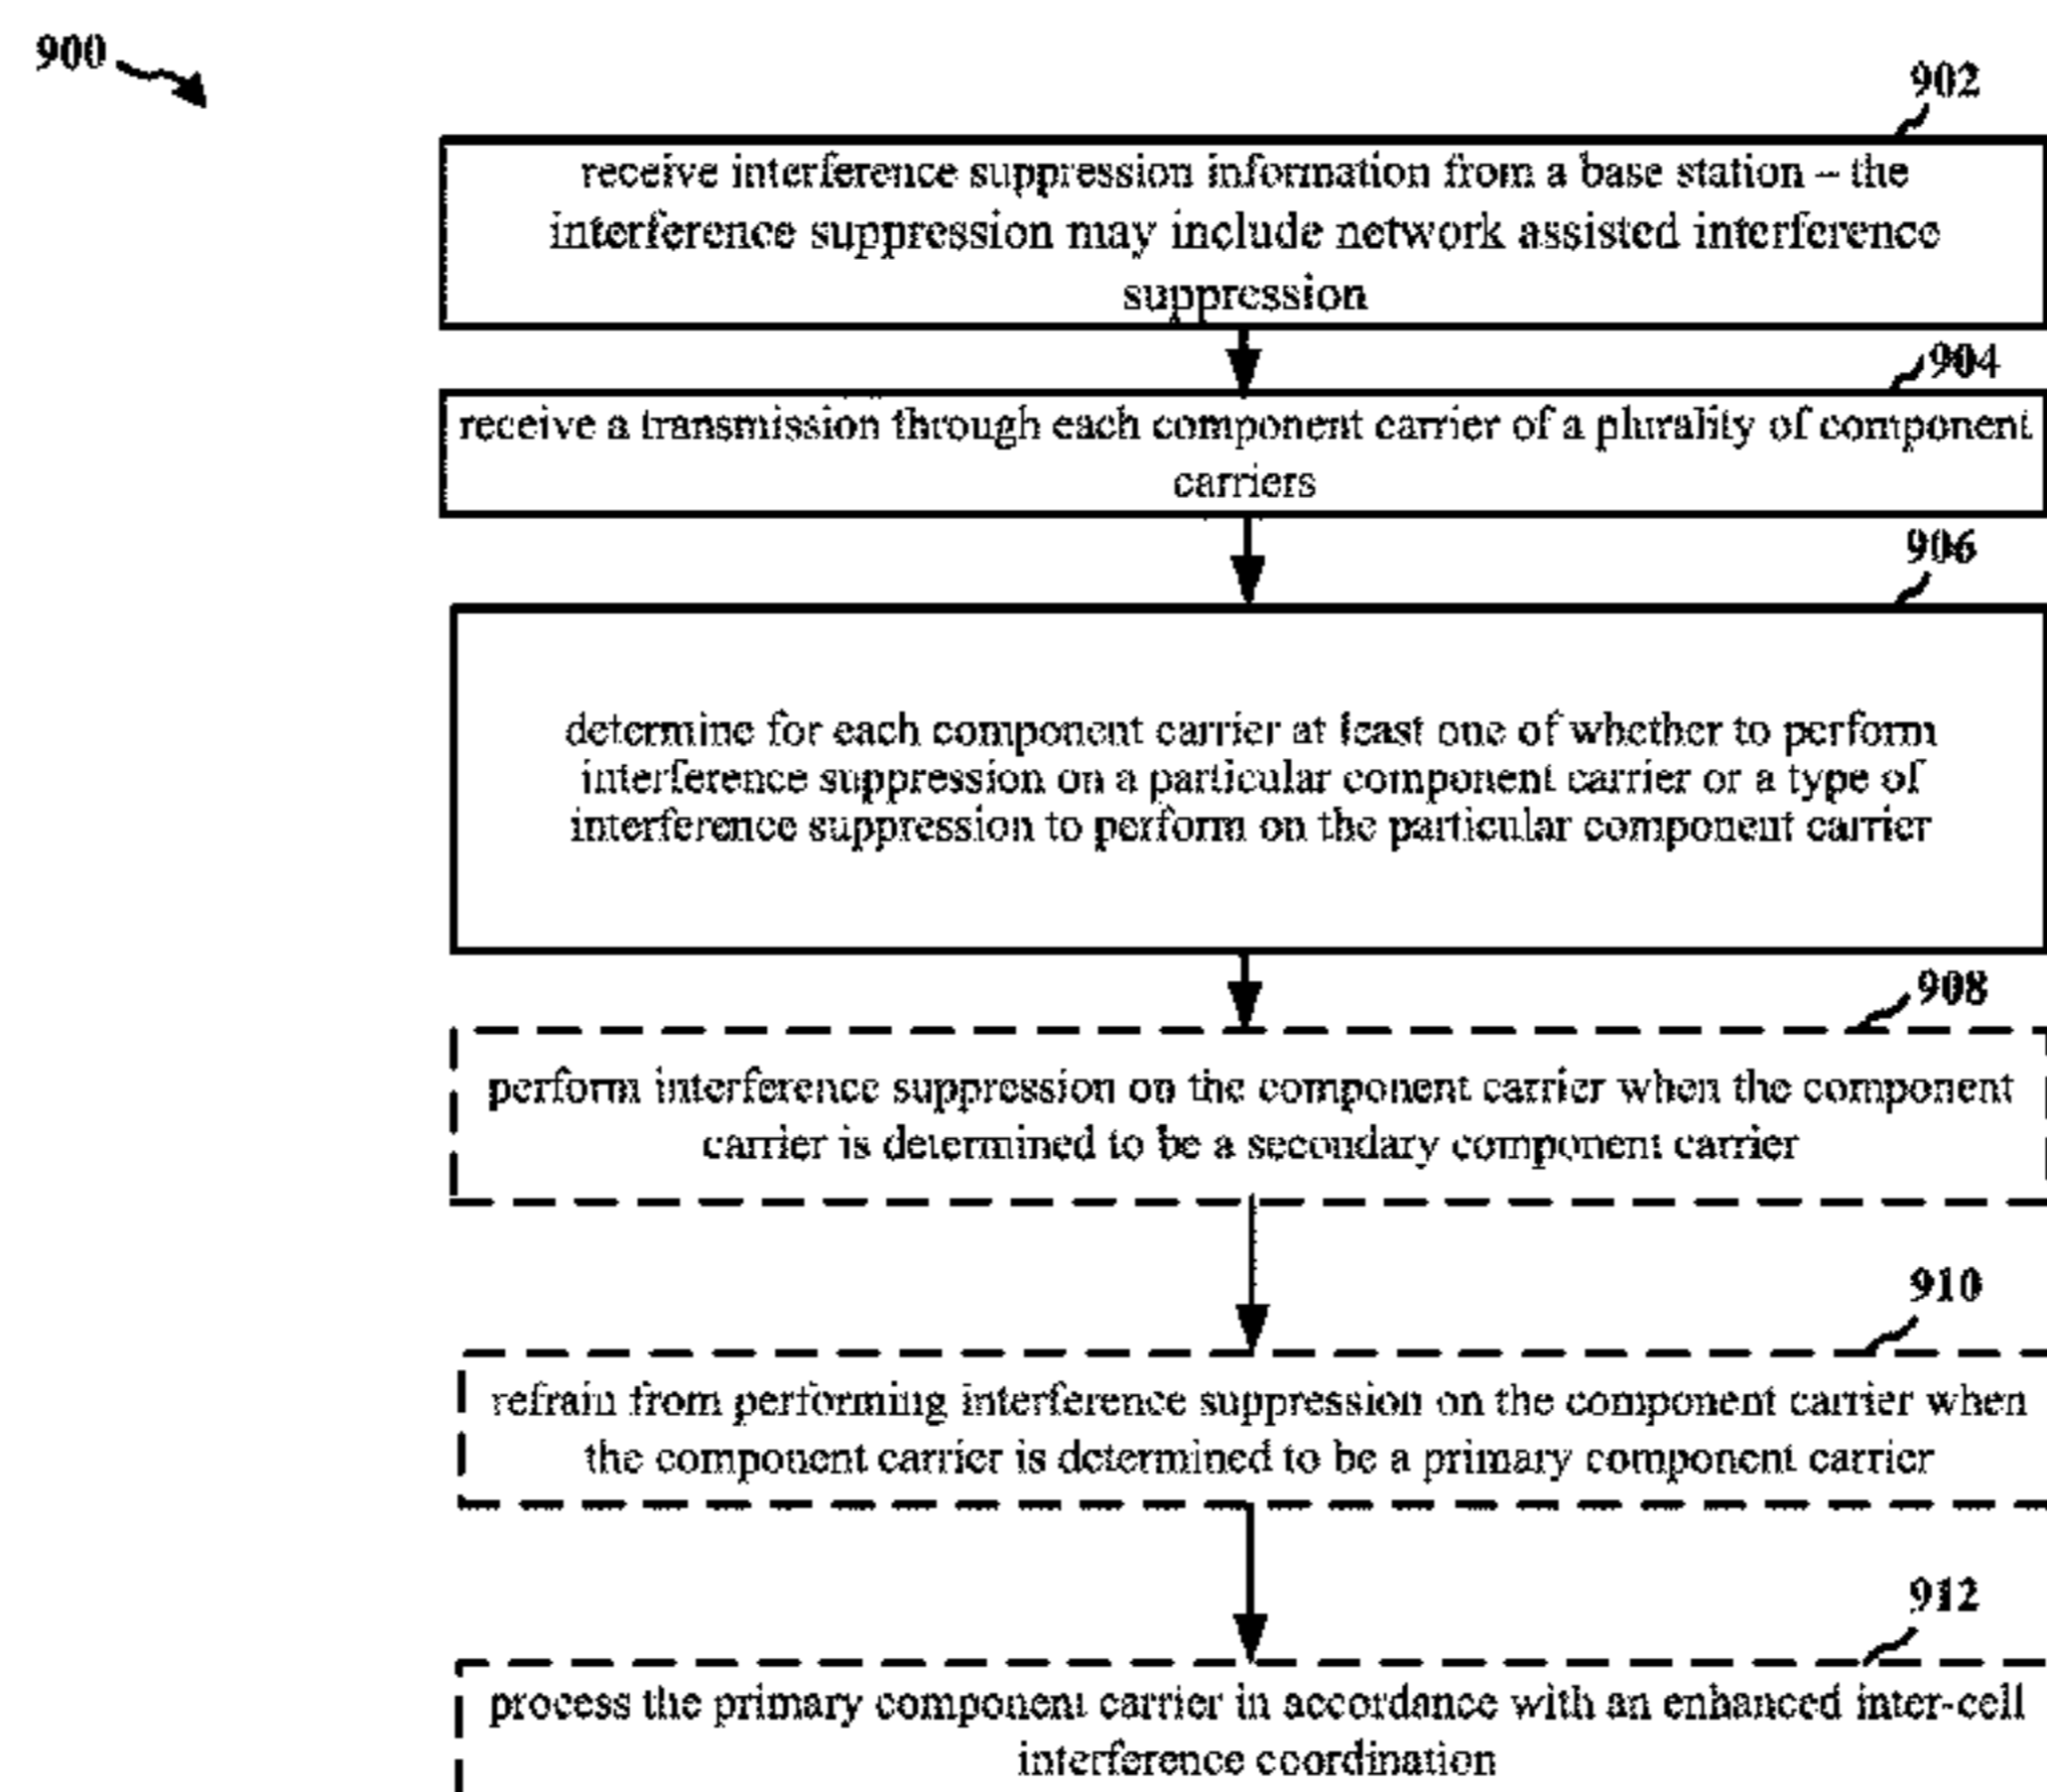 900
902
receive interference suppression information from a base station – the
interference suppression may include network assisted interference
suppression
904
receive a transmission through each component carrier of a plurality of component
carriers
906
determine for each component carrier at least one of whether to perform
interference suppression on a particular component carrier or a type of
interference suppression to perform on the particular component carrier
908
perform interference suppression on the component carrier when the component
carrier is determined to be a secondary component carrier
910
refrain from performing interference suppression on the component carrier when
the component carrier is determined to be a primary component carrier
912
process the primary component carrier in accordance with an enhanced inter-cell
interference coordination